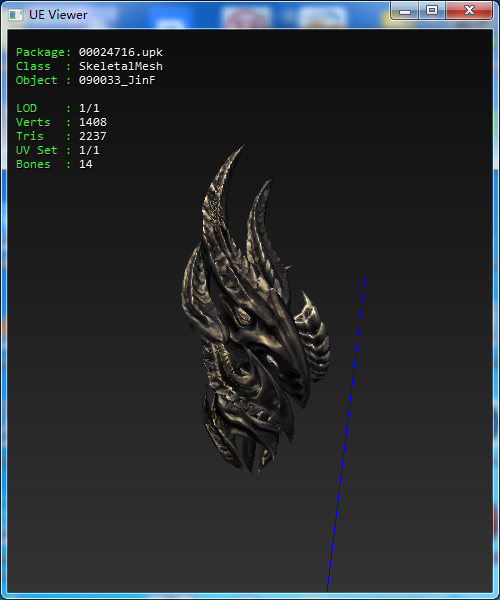 UE Viewer
Package: 00024716.upk
Class : SkeletalMesh
Object : 090033_JinF
LOD : 1/1
Verts : 1408
Tris : 2237
UV Set : 1/1
Bones : 14